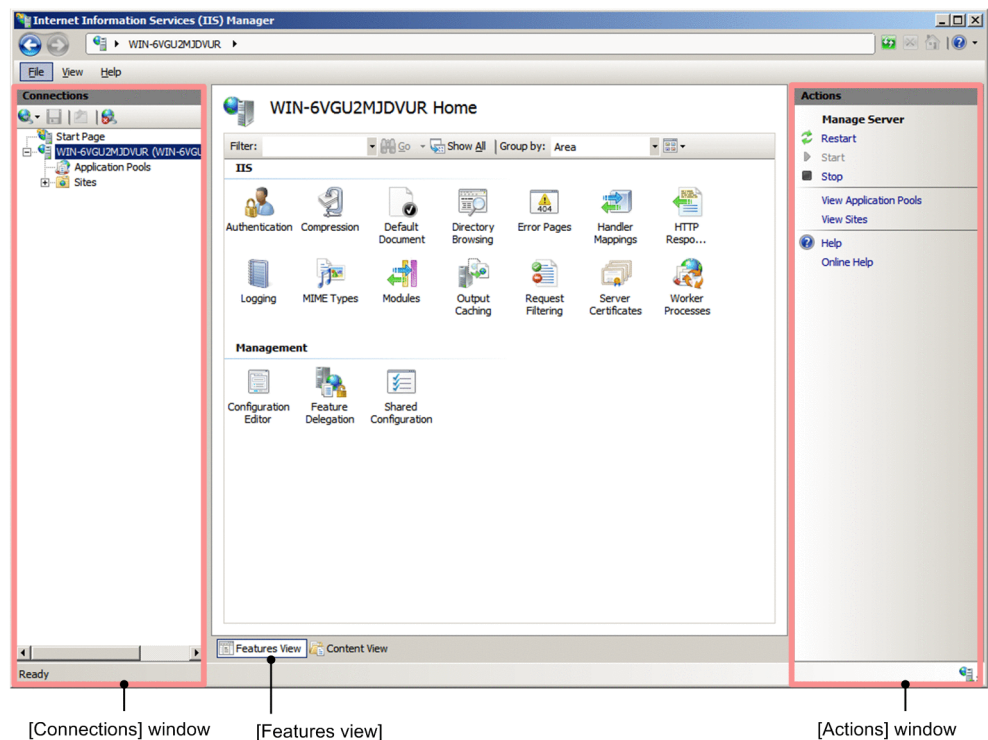 Internet Information Services (IIS) Manager
WIN-6VGU2MJDVUR
File View Help
Connections
Start Page
WIN-6VGU2MJDVUR (WIN-6VGU
Application Pools
Sites
WIN-6VGU2MJDVUR Home
Filter: Go Show All Group by: Area
IIS
Authentication
Compression
Default
Document
Directory
Browsing
Error Pages
Handler
Mappings
HTTP
Respo...
Logging
MIME Types
Modules
Output
Caching
Request
Filtering
Server
Certificates
Worker
Processes
404
Management
Configuration
Editor
Feature
Delegation
Shared
Configuration
Features View Content View
Ready
Actions
Manage Server
Restart
Start
Stop
View Application Pools
View Sites
Help
Online Help
[Connections] window
[Features view]
[Actions] window